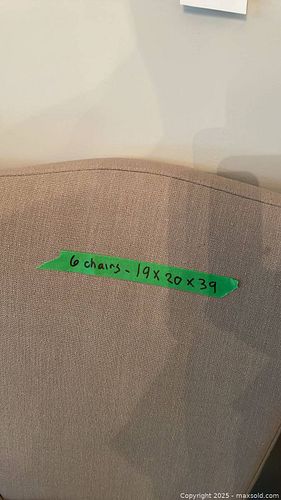 6 chairs - 19 x 20 x 39
Copyright 2025 - maxsold.com